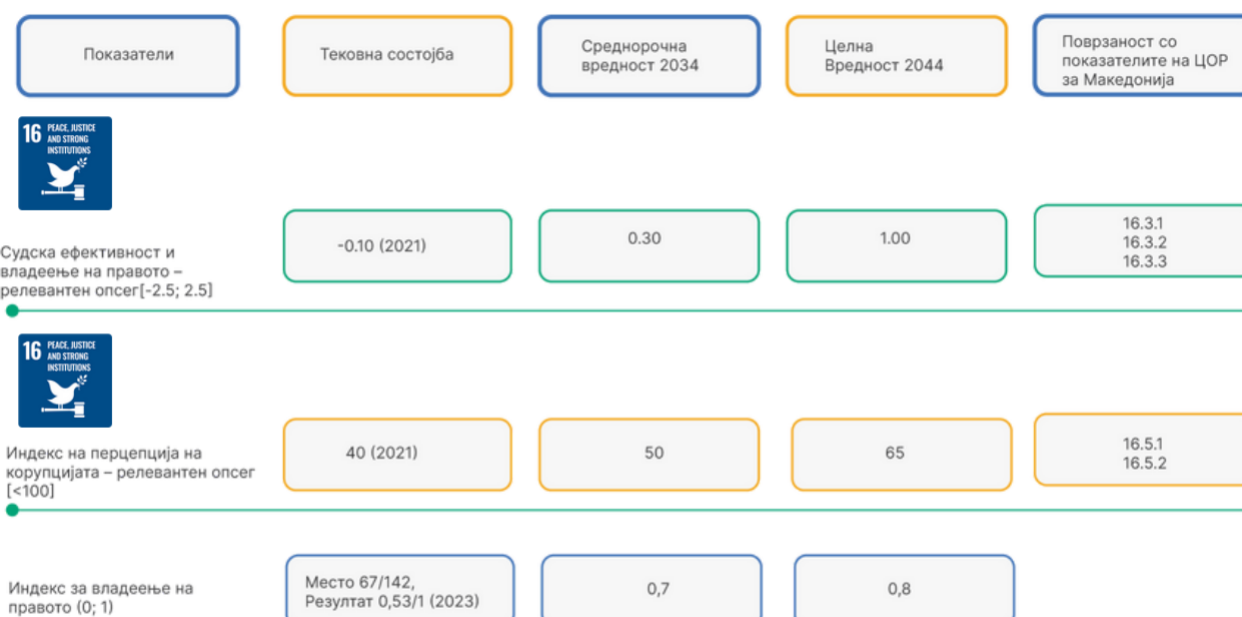 Показатели
Тековна состојба
Среднорочна
вредност 2034
Целна
Вредност 2044
Поврзаност со
показателите на ЦОР
за Македонија
16 PEACE, JUSTICE
AND STRONG
INSTITUTIONS
Судска ефективност и
владеење на правото –
релевантен опсег[-2.5; 2.5]
-0.10 (2021)
0.30
1.00
16.3.1
16.3.2
16.3.3
16 PEACE, JUSTICE
AND STRONG
INSTITUTIONS
Индекс на перцепција на
корупцијата – релевантен опсег
[<100]
40 (2021)
50
65
16.5.1
16.5.2
Индекс за владеење на
правото (0; 1)
Место 67/142,
Резултат 0,53/1 (2023)
0,7
0,8